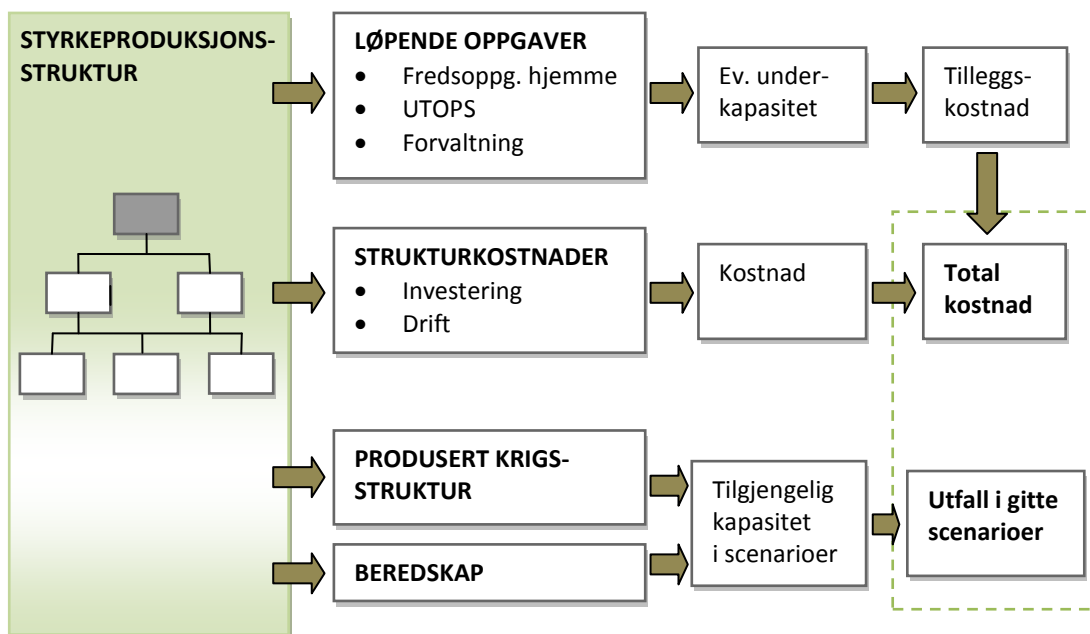 STYRKEPRODUKSJONS-
STRUKTUR
LØPENDE OPPGAVER
• Fredsoppg. hjemme
• UTOPS
• Forvaltning
Ev. under-
kapasitet
Tilleggs-
kostnad
STRUKTURKOSTNADER
• Investering
• Drift
Kostnad
Total
kostnad
PRODUSERT KRIGS-
STRUKTUR
BEREDSKAP
Tilgjengelig
kapasitet
i scenarioer
Utfall i gitte
scenarioer